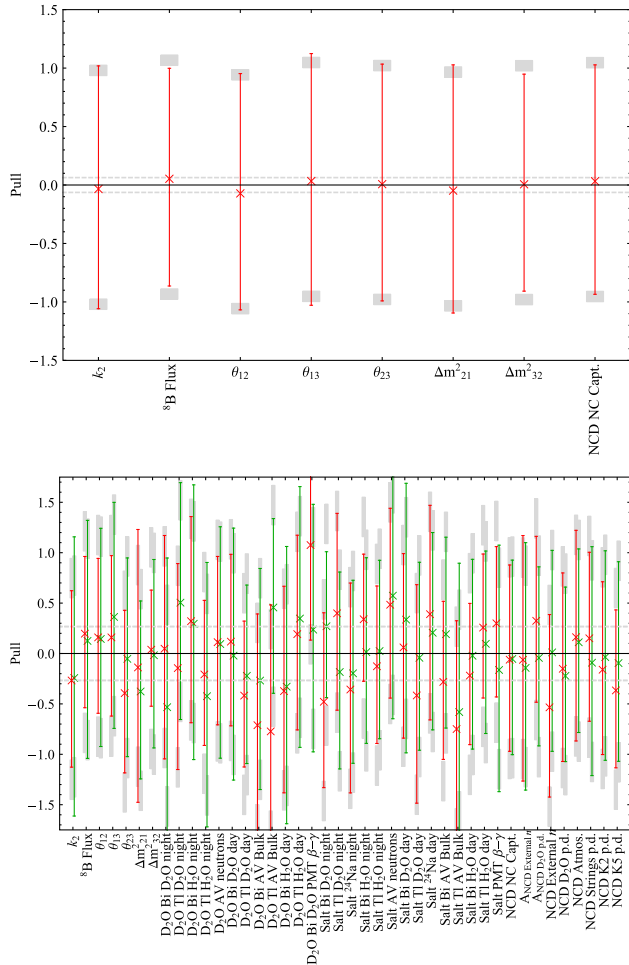 1.5
1.0
0.5
0.0
−0.5
−1.0
−1.5
Pull
k₂
⁸B Flux
θ₁₂
θ₁₃
θ₂₃
Δm²₂₁
Δm²₃₂
NCD NC Capt.
1.5
1.0
0.5
0.0
−0.5
−1.0
−1.5
Pull
k₂
⁸B Flux
θ₁₂
θ₁₃
θ₂₃
Δm²₂₁
Δm²₃₂
D₂O Bi D₂O night
D₂O Tl D₂O night
D₂O Bi H₂O night
D₂O Tl H₂O night
D₂O AV neutrons
D₂O Bi D₂O day
D₂O Tl D₂O day
D₂O Bi AV Bulk
D₂O Tl AV Bulk
D₂O Bi H₂O day
D₂O Tl H₂O day
D₂O Bi D₂O PMT β−γ
Salt Bi D₂O night
Salt Tl D₂O night
Salt ²⁴Na night
Salt Bi H₂O night
Salt Tl H₂O night
Salt AV neutrons
Salt Bi D₂O day
Salt Tl D₂O day
Salt ²⁴Na day
Salt Bi AV Bulk
Salt Tl AV Bulk
Salt Bi H₂O day
Salt Tl H₂O day
Salt PMT β−γ
NCD NC Capt.
A_NCD External n
A_NCD D₂O p.d.
NCD External n
NCD D₂O p.d.
NCD Atmos.
NCD Strings p.d.
NCD K2 p.d.
NCD K5 p.d.